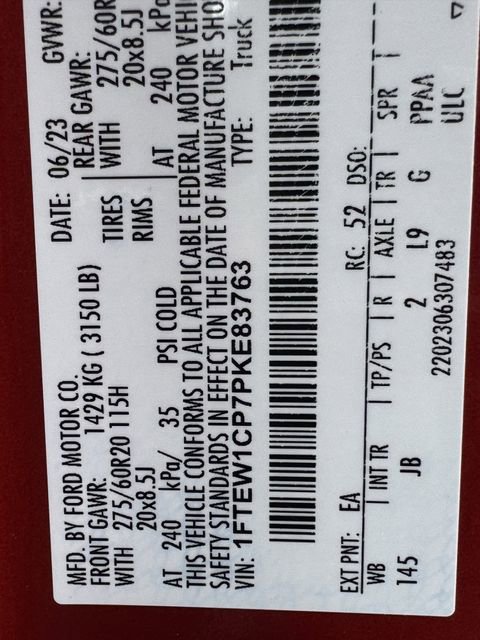 MFD. BY FORD MOTOR CO. DATE: 06/23 GVWR:
FRONT GAWR: 1429 KG ( 3150 LB) REAR GAWR:
WITH 275/60R20 115H TIRES WITH 275/60R
20x8.5J RIMS 20x8.5J
AT 240 kPa/ 35 PSI COLD AT 240 kPa
THIS VEHICLE CONFORMS TO ALL APPLICABLE FEDERAL MOTOR VEHI
SAFETY STANDARDS IN EFFECT ON THE DATE OF MANUFACTURE SHO
VIN: 1FTEW1CP7PKE83763 TYPE: Truck
EXT PNT: EA RC: 52 DSO:
WB INT TR TP/PS R AXLE TR SPR
145 JB 2 L9 G PPAA
2202306307483 ULC